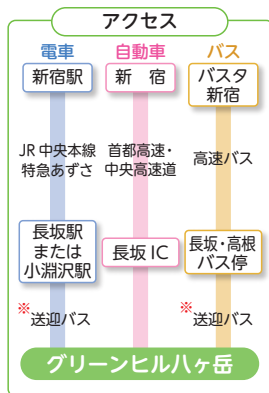 アクセス
電車 自動車 バス
新宿駅 新 宿 バスタ
新宿
JR中央本線
特急あずさ
首都高速・
中央高速道
高速バス
長坂駅
または
小淵沢駅
長坂IC
長坂・高根
バス停
※送迎バス ※送迎バス
グリーンヒル八ヶ岳